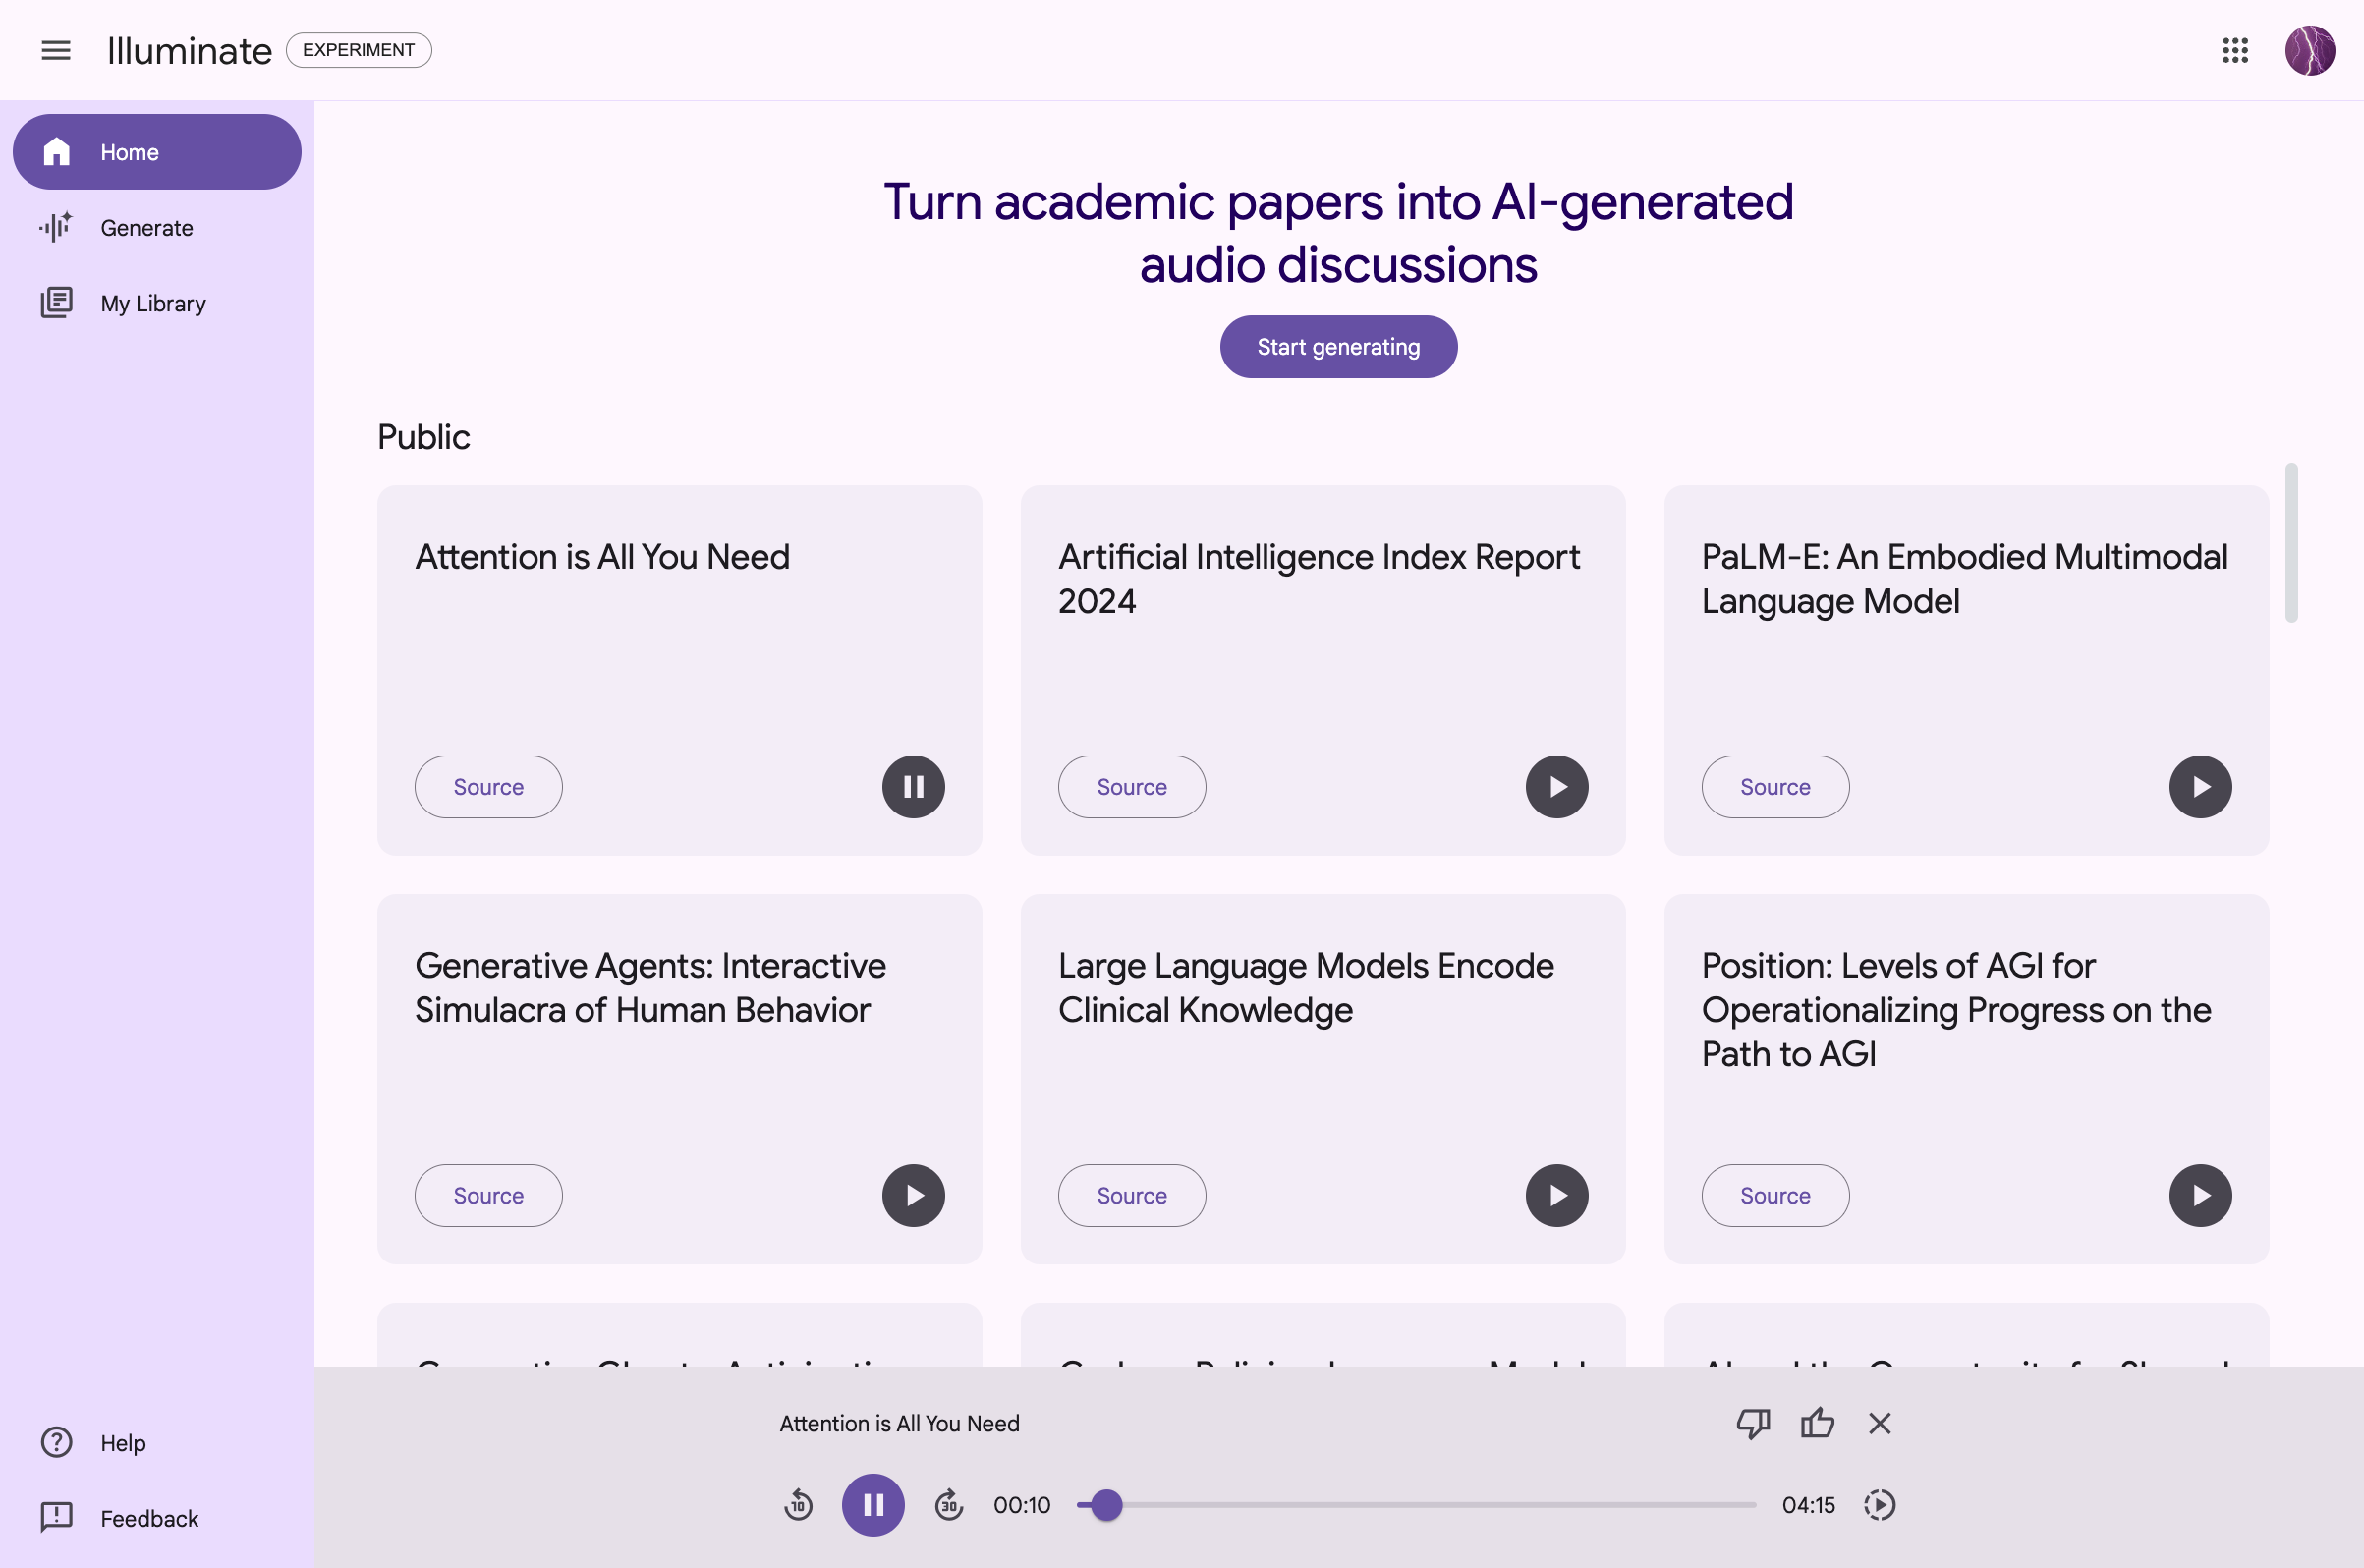 Illuminate
EXPERIMENT
Home
Generate
My Library
Help
Feedback
Turn academic papers into AI-generated
audio discussions
Start generating
Public
Attention is All You Need
Source
Artificial Intelligence Index Report
2024
Source
PaLM-E: An Embodied Multimodal
Language Model
Source
Generative Agents: Interactive
Simulacra of Human Behavior
Source
Large Language Models Encode
Clinical Knowledge
Source
Position: Levels of AGI for
Operationalizing Progress on the
Path to AGI
Source
Attention is All You Need
10
30
00:10
04:15